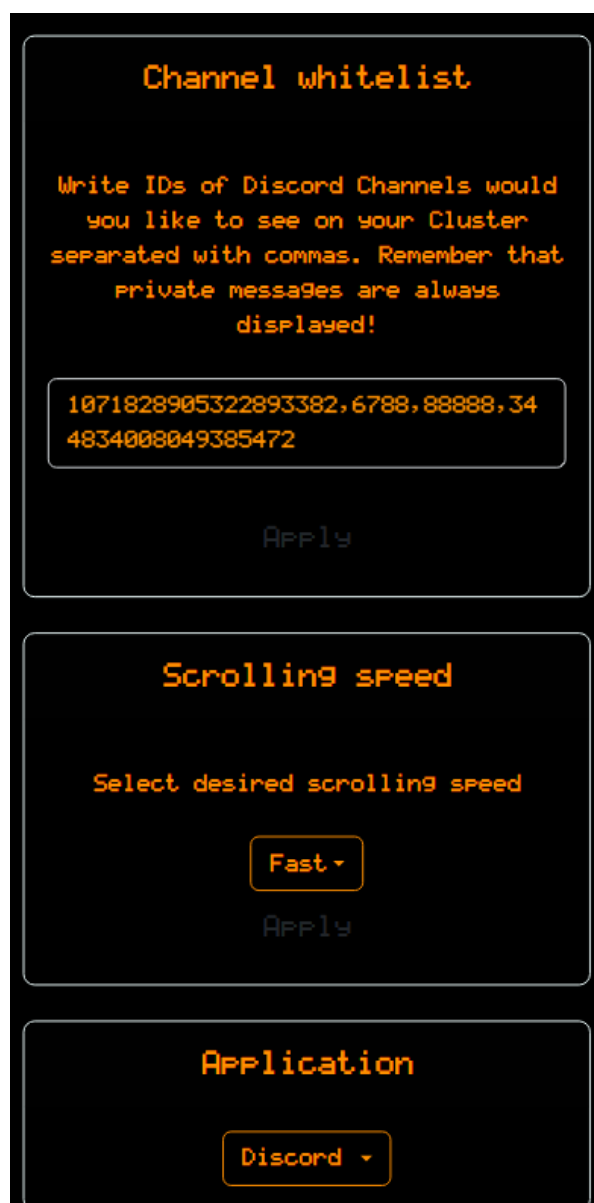 Channel whitelist
Write IDs of Discord Channels would
you like to see on your Cluster
separated with commas. Remember that
private messages are always
displayed!
1071828905322893382,6788,88888,34
4834008049385472
Apply
Scrolling speed
Select desired scrolling speed
Fast
Apply
Application
Discord